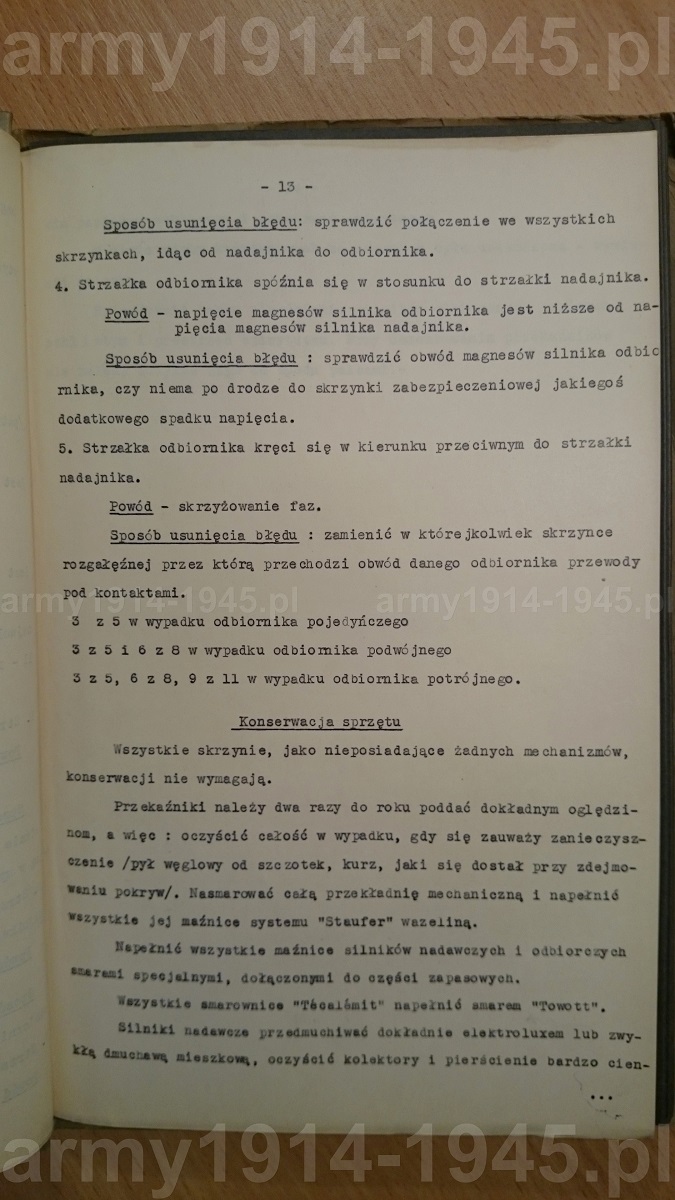 army1914-1945.pl
- 13 -
Sposób usunięcia błędu: sprawdzić połączenie we wszystkich
skrzynkach, idąc od nadajnika do odbiornika.
4. Strzałka odbiornika spóźnia się w stosunku do strzałki nadajnika.
Powód - napięcie magnesów silnika odbiornika jest niższe od na-
pięcia magnesów silnika nadajnika.
Sposób usunięcia błędu : sprawdzić obwód magnesów silnika odbio
rnika, czy niema po drodze do skrzynki zabezpieczeniowej jakiegoś
dodatkowego spadku napięcia.
5. Strzałka odbiornika kręci się w kierunku przeciwnym do strzałki
nadajnika.
Powód - skrzyżowanie faz.
Sposób usunięcia błędu : zamienić w którejkolwiek skrzynce
rozgałęźnej przez którą przechodzi obwód danego odbiornika przewody
pod kontaktami.
army1914-1945.pl army1914-1945.pl
3 z 5 w wypadku odbiornika pojedyńczego
3 z 5 i 6 z 8 w wypadku odbiornika podwójnego
3 z 5, 6 z 8, 9 z 11 w wypadku odbiornika potrójnego.
Konserwacja sprzętu
Wszystkie skrzynie, jako nieposiadające żadnych mechanizmów,
konserwacji nie wymagają.
Przekaźniki należy dwa razy do roku poddać dokładnym oględzi-
nom, a więc : oczyścić całość w wypadku, gdy się zauważy zanieczysz-
czenie /pył węglowy od szczotek, kurz, jaki się dostał przy zdejmo-
waniu pokryw/. Nasmarować całą przekładnię mechaniczną i napełnić
wszystkie jej maźnice systemu "Staufer" wazeliną.
Napełnić wszystkie maźnice silników nadawczych i odbiorczych
smarami specjalnymi, dołączonymi do części zapasowych.
Wszystkie smarownice "Técalémit" napełnić smarem "Towott".
Silniki nadawcze przedmuchiwać dokładnie elektroluxem lub zwy-
kłą dmuchawą mieszkową, oczyścić kolektory i pierścienie bardzo cien-
...
army1914-1945.pl